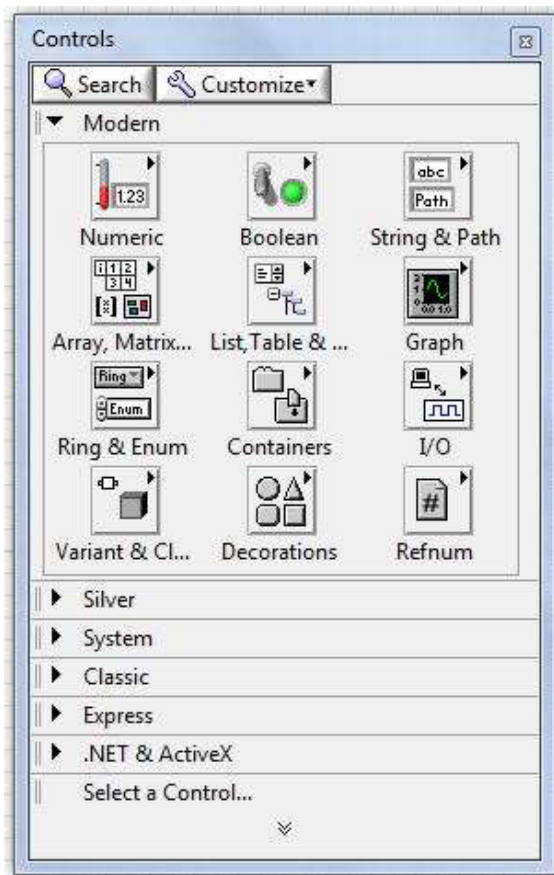 Controls
Search Customize
Modern
1.23 abc
Path
Numeric Boolean String & Path
Array, Matrix... List, Table & ... Graph
Ring
Enum
Ring & Enum Containers I/O
#
Variant & Cl... Decorations Refnum
Silver
System
Classic
Express
.NET & ActiveX
Select a Control...